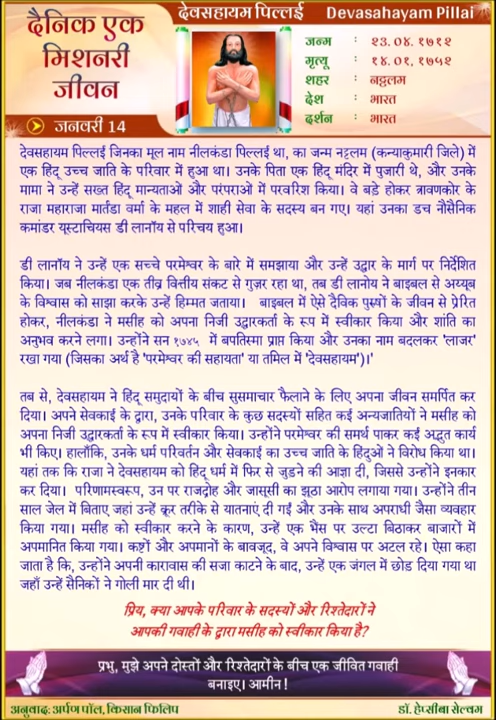 दैनिक एक
मिशनरी
जीवन
जनवरी 14
देवसहायम पिल्लई Devasahayam Pillai
जन्म : २३. ०४. १७१२
मृत्यू : १४. ०१. १७५२
शहर : नट्टलम
देश : भारत
दर्शन : भारत
देवसहायम पिल्लईं जिनका मूल नाम नीलकंडा पिल्लईं था, का जन्म नट्टलम (कन्याकुमारी जिले) में
एक हिंदू उच्च जाति के परिवार में हुआ था। उनके पिता एक हिंदू मंदिर में पुजारी थे, और उनके
मामा ने उन्हें सख्त हिंदू मान्यताओं और परंपराओं में परवरिश किया। वे बड़े होकर त्रावणकोर के
राजा महाराजा मार्तंडा वर्मा के महल में शाही सेवा के सदस्य बन गए। यहां उनका डच नौसैनिक
कमांडर यूस्टाचियस डी लानॉय से परिचय हुआ।
डी लानॉय ने उन्हें एक सच्चे परमेश्वर के बारे में समझाया और उन्हें उद्धार के मार्ग पर निर्देशित
किया। जब नीलकंडा एक तीव्र वित्तीय संकट से गुज़र रहा था, तब डी लानोय ने बाइबल से अय्यूब
के विश्वास को साझा करके उन्हें हिम्मत जताया। बाइबल में ऐसे दैविक पुरुषों के जीवन से प्रेरित
होकर, नीलकंडा ने मसीह को अपना निजी उद्धारकर्ता के रूप में स्वीकार किया और शांति का
अनुभव करने लगा। उन्होंने सन १७४५ में बपतिस्मा प्राप्त किया और उनका नाम बदलकर 'लाजर'
रखा गया (जिसका अर्थ है 'परमेश्वर की सहायता' या तमिल में 'देवसहायम')।'
तब से, देवसहायम ने हिंदू समुदायों के बीच सुसमाचार फैलाने के लिए अपना जीवन समर्पित कर
दिया। अपने सेवकाई के द्वारा, उनके परिवार के कुछ सदस्यों सहित कई अन्यजातियों ने मसीह को
अपना निजी उद्धारकर्ता के रूप में स्वीकार किया। उन्होंने परमेश्वर की समर्थ पाकर कई अद्भुत कार्य
भी किए। हालाँकि, उनके धर्म परिवर्तन और सेवकाई का उच्च जाति के हिंदुओं ने विरोध किया था।
यहां तक कि राजा ने देवसहायम को हिंदू धर्म में फिर से जुडने की आज्ञा दी, जिससे उन्होंने इनकार
कर दिया। परिणामस्वरूप, उन पर राजद्रोह और जासूसी का झूठा आरोप लगाया गया। उन्होंने तीन
साल जेल में बिताए जहां उन्हें क्रूर तरीके से यातनाएं दी गईं और उनके साथ अपराधी जैसा व्यवहार
किया गया। मसीह को स्वीकार करने के कारण, उन्हें एक भैंस पर उल्टा बिठाकर बाजारों में
अपमानित किया गया। कष्टों और अपमानों के बावजूद, वे अपने विश्वास पर अटल रहे। ऐसा कहा
जाता है कि, उन्होंने अपनी कारावास की सजा काटने के बाद, उन्हें एक जंगल में छोड दिया गया था
जहाँ उन्हें सैनिकों ने गोली मार दी थी।
प्रिय, क्या आपके परिवार के सदस्यों और रिश्तेदारों ने
आपकी गवाही के द्वारा मसीह को स्वीकार किया है?
प्रभु, मुझे अपने दोस्तों और रिश्तेदारों के बीच एक जीवित गवाही
बनाइए। आमीन !
अनुवाद: अर्पण पॉल, किसान फिलिप
डॉ. हेप्सीबा सेल्वम